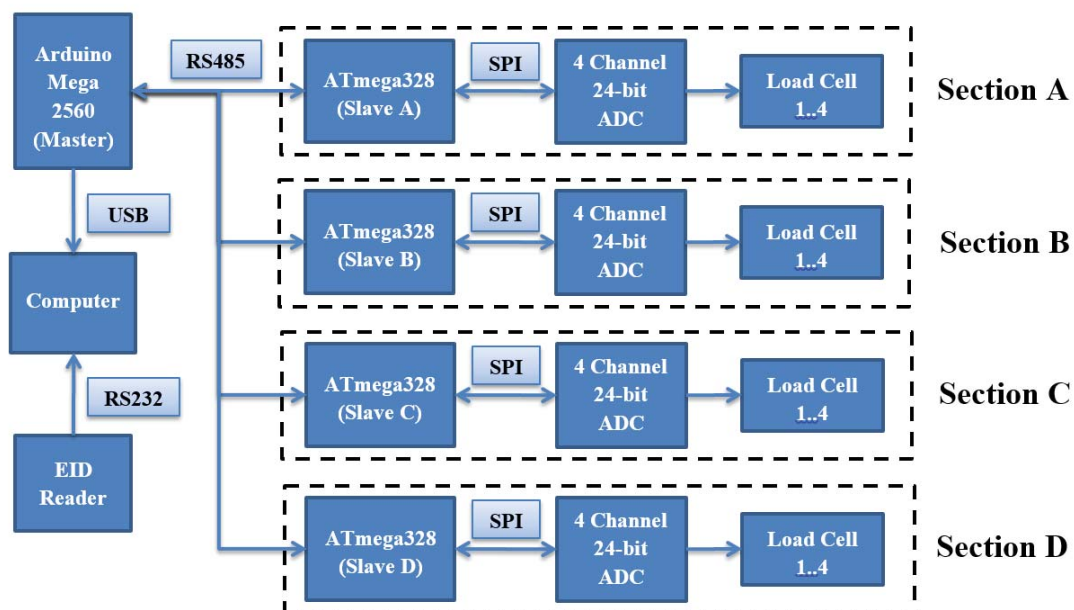 Arduino
Mega
2560
(Master)
RS485
USB
Computer
RS232
EID
Reader
ATmega328
(Slave A)
SPI
4 Channel
24-bit
ADC
Load Cell
1..4
Section A
ATmega328
(Slave B)
SPI
4 Channel
24-bit
ADC
Load Cell
1..4
Section B
ATmega328
(Slave C)
SPI
4 Channel
24-bit
ADC
Load Cell
1..4
Section C
ATmega328
(Slave D)
SPI
4 Channel
24-bit
ADC
Load Cell
1..4
Section D